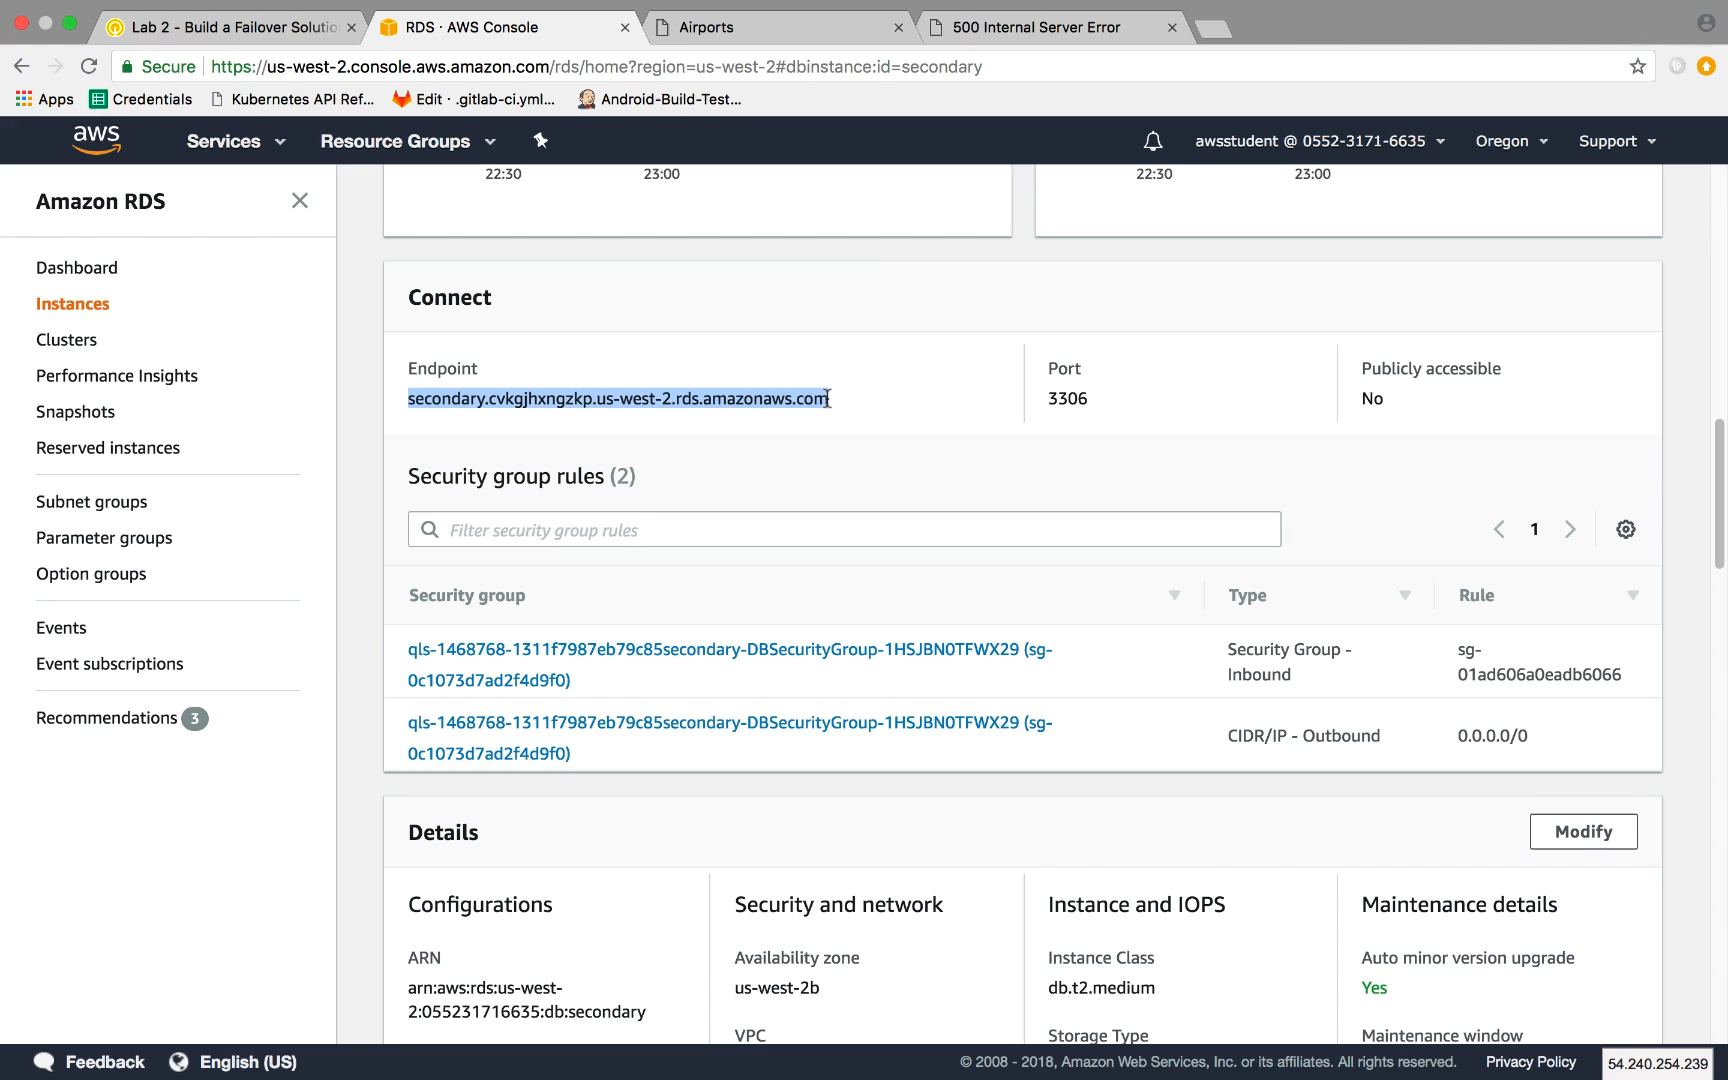 Lab 2 - Build a Failover Solutio
RDS · AWS Console
Airports
500 Internal Server Error
Secure
https://us-west-2.console.aws.amazon.com/rds/home?region=us-west-2#dbinstance:id=secondary
Apps
Credentials
Kubernetes API Ref...
Edit · .gitlab-ci.yml...
Android-Build-Test...
aws
Services
Resource Groups
awsstudent @ 0552-3171-6635
Oregon
Support
Amazon RDS
Dashboard
Instances
Clusters
Performance Insights
Snapshots
Reserved instances
Subnet groups
Parameter groups
Option groups
Events
Event subscriptions
Recommendations 3
22:30
23:00
22:30
23:00
Connect
Endpoint
secondary.cvkgjhxngzkp.us-west-2.rds.amazonaws.com
Port
3306
Publicly accessible
No
Security group rules (2)
Filter security group rules
1
Security group
Type
Rule
qls-1468768-1311f7987eb79c85secondary-DBSecurityGroup-1HSJBN0TFWX29 (sg-
0c1073d7ad2f4d9f0)
Security Group -
Inbound
sg-
01ad606a0eadb6066
qls-1468768-1311f7987eb79c85secondary-DBSecurityGroup-1HSJBN0TFWX29 (sg-
0c1073d7ad2f4d9f0)
CIDR/IP - Outbound
0.0.0.0/0
Details
Modify
Configurations
ARN
arn:aws:rds:us-west-
2:055231716635:db:secondary
Security and network
Availability zone
us-west-2b
VPC
Instance and IOPS
Instance Class
db.t2.medium
Storage Type
Maintenance details
Auto minor version upgrade
Yes
Maintenance window
Feedback
English (US)
© 2008 - 2018, Amazon Web Services, Inc. or its affiliates. All rights reserved.
Privacy Policy
54.240.254.239